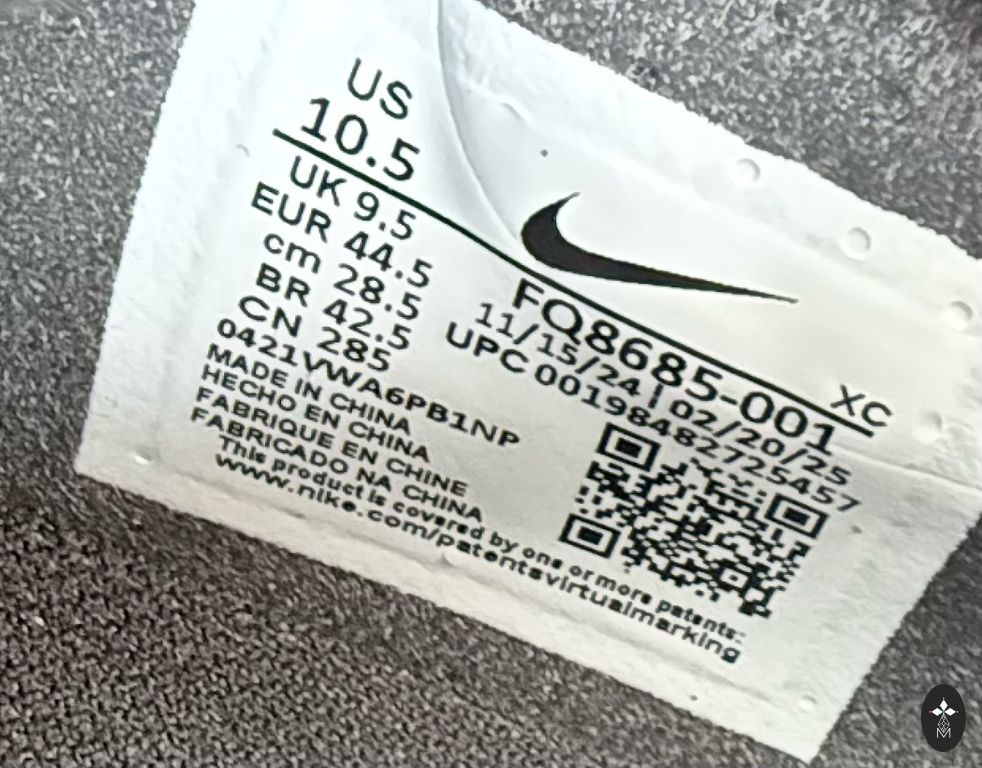 US
10.5
UK 9.5
EUR 44.5
cm 28.5
BR 42.5
CN 285
0421VWA6PB1NP
MADE IN CHINA
HECHO EN CHINA
FABRIQUE EN CHINE
FABRICADO NA CHINA
This product is covered by one or more patents:
www.nike.com/patentsvirtualmarking
XC
FQ8685-001
11/15/24 | 02/20/25
UPC 00198482725457
M